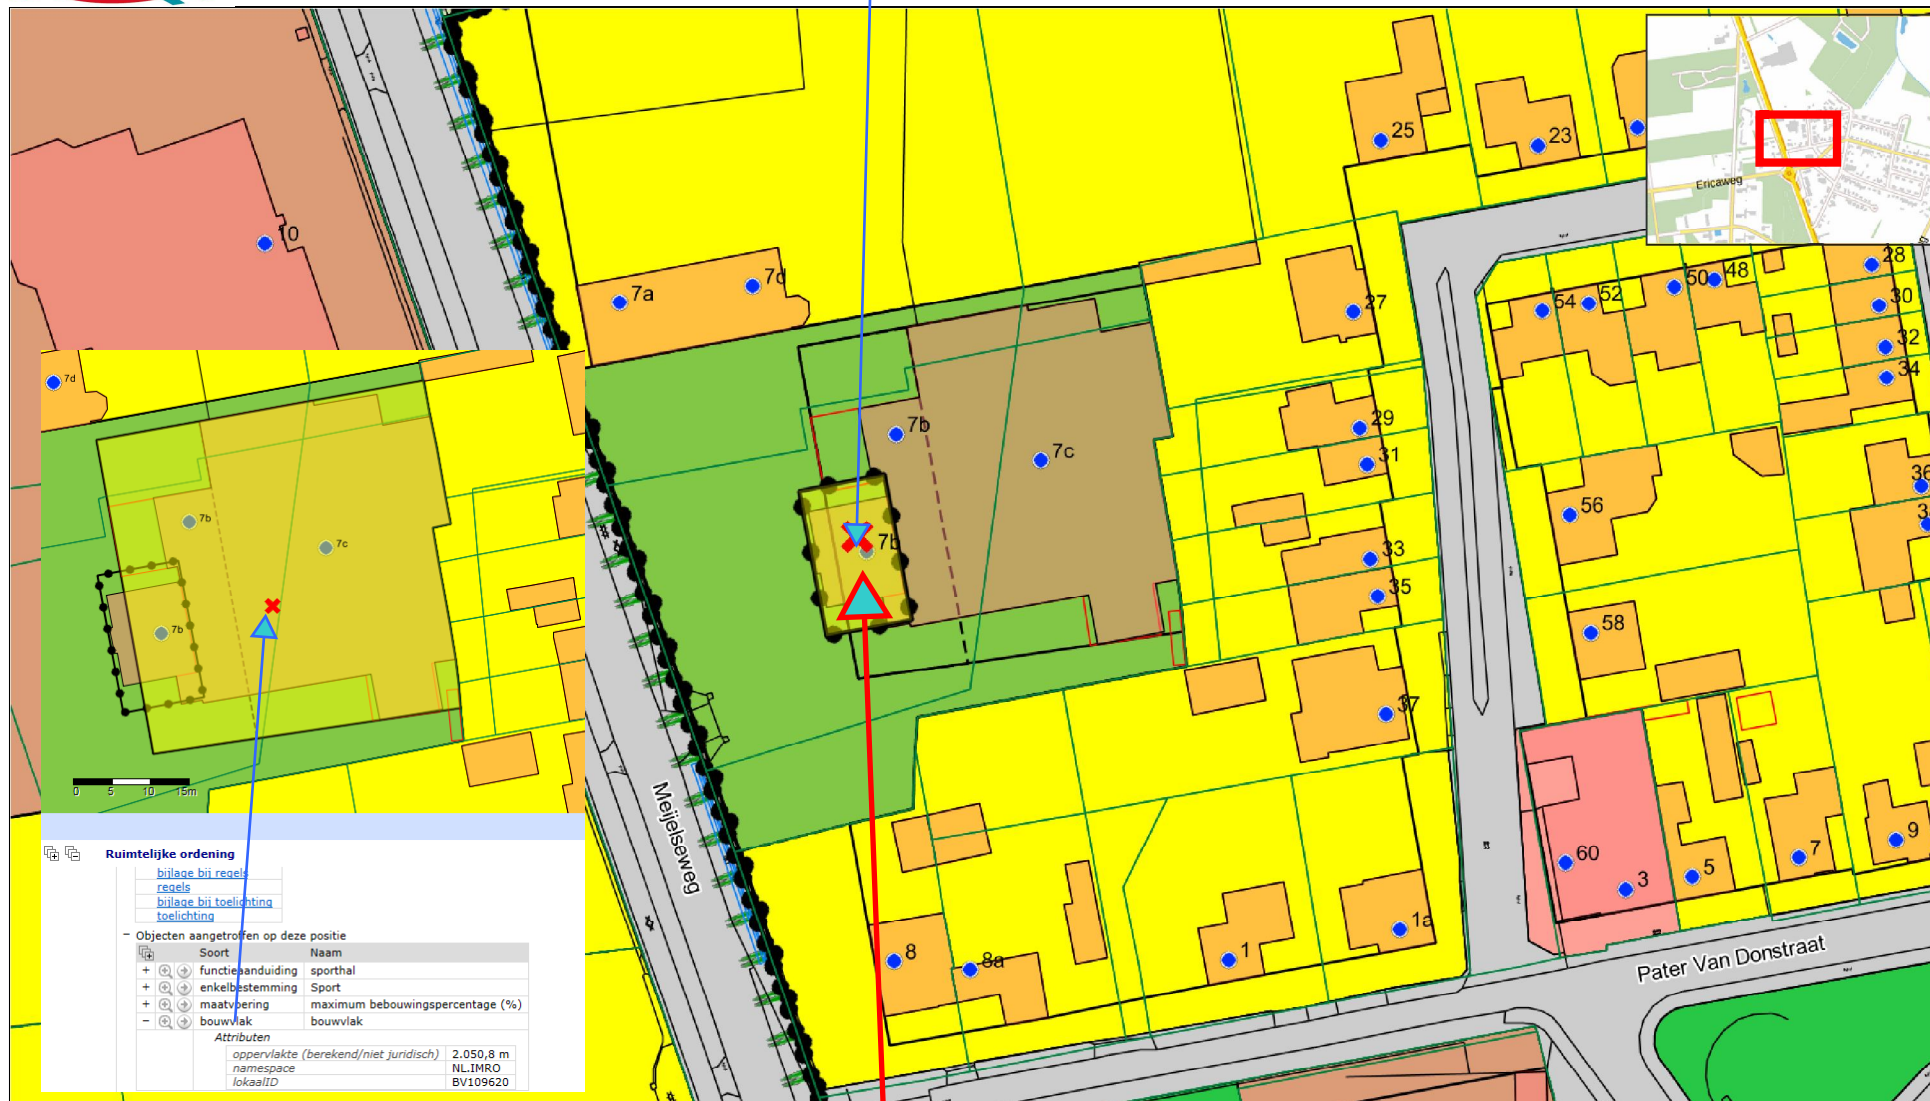 Ericaweg
10
25
23
28
7a
7d
27
54
52
50
48
30
32
34
7b
7c
29
31
7b
56
36
33
35
58
37
Meijelseweg
60
3
5
7
9
8
8a
1
1a
Pater Van Donstraat
7d
7b
7c
7b
0 5 10 15m
Ruimtelijke ordening
bijlage bij regels
regels
bijlage bij toelichting
toelichting
− Objecten aangetroffen op deze positie
Soort Naam
+ functieaanduiding sporthal
+ enkelbestemming Sport
+ maatvoering maximum bebouwingspercentage (%)
− bouwvlak bouwvlak
Attributen
oppervlakte (berekend/niet juridisch) 2.050,8 m
namespace NL.IMRO
lokaalID BV109620